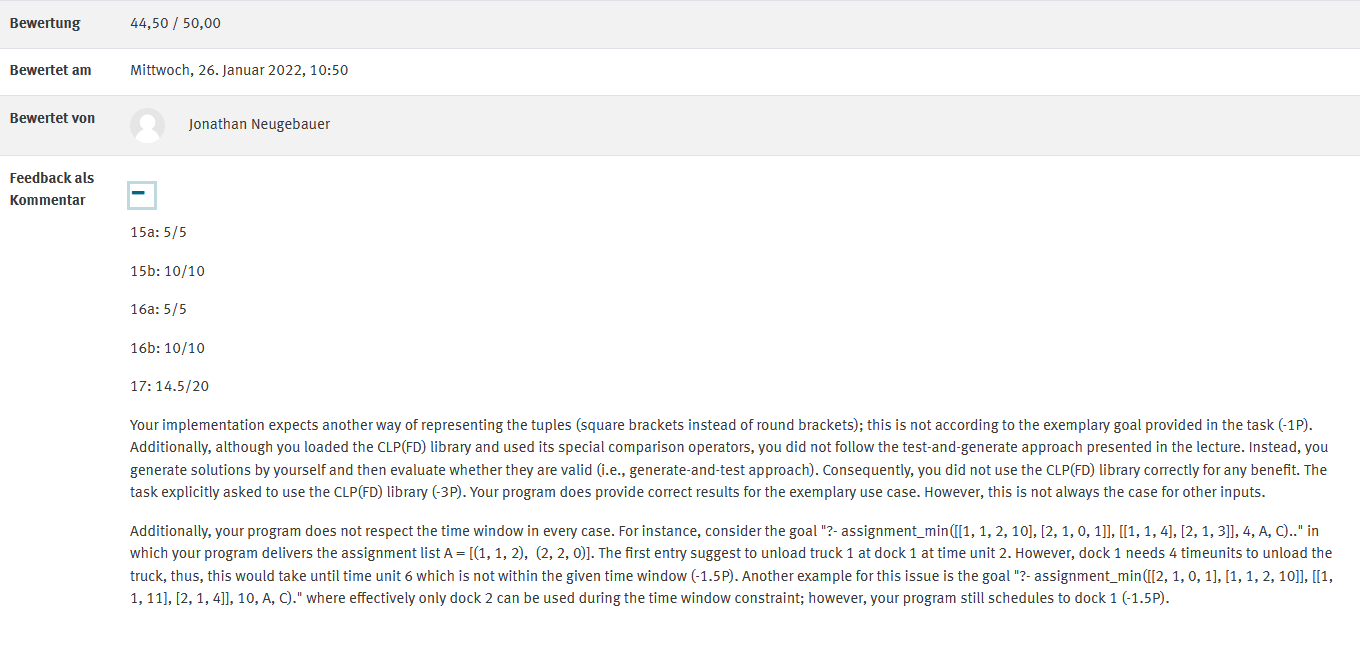 Bewertung 44,50 / 50,00
Bewertet am Mittwoch, 26. Januar 2022, 10:50
Bewertet von Jonathan Neugebauer
Feedback als
Kommentar
15a: 5/5
15b: 10/10
16a: 5/5
16b: 10/10
17: 14.5/20
Your implementation expects another way of representing the tuples (square brackets instead of round brackets); this is not according to the exemplary goal provided in the task (-1P).
Additionally, although you loaded the CLP(FD) library and used its special comparison operators, you did not follow the test-and-generate approach presented in the lecture. Instead, you
generate solutions by yourself and then evaluate whether they are valid (i.e., generate-and-test approach). Consequently, you did not use the CLP(FD) library correctly for any benefit. The
task explicitly asked to use the CLP(FD) library (-3P). Your program does provide correct results for the exemplary use case. However, this is not always the case for other inputs.
Additionally, your program does not respect the time window in every case. For instance, consider the goal "?- assignment_min([[1, 1, 2, 10], [2, 1, 0, 1]], [[1, 1, 4], [2, 1, 3]], 4, A, C).." in
which your program delivers the assignment list A = [(1, 1, 2),  (2, 2, 0)]. The first entry suggest to unload truck 1 at dock 1 at time unit 2. However, dock 1 needs 4 timeunits to unload the
truck, thus, this would take until time unit 6 which is not within the given time window (-1.5P). Another example for this issue is the goal "?- assignment_min([[2, 1, 0, 1], [1, 1, 2, 10]], [[1,
1, 11], [2, 1, 4]], 10, A, C)." where effectively only dock 2 can be used during the time window constraint; however, your program still schedules to dock 1 (-1.5P).